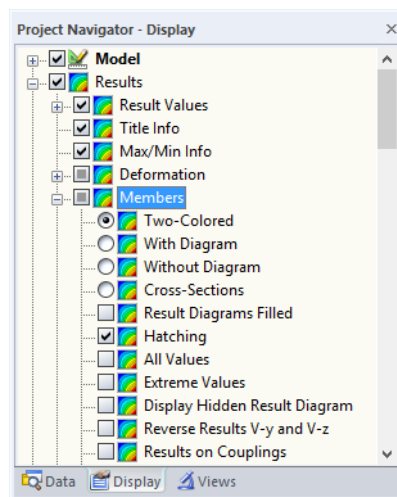 Project Navigator - Display
Model
Results
Result Values
Title Info
Max/Min Info
Deformation
Members
Two-Colored
With Diagram
Without Diagram
Cross-Sections
Result Diagrams Filled
Hatching
All Values
Extreme Values
Display Hidden Result Diagram
Reverse Results V-y and V-z
Results on Couplings
Data Display Views